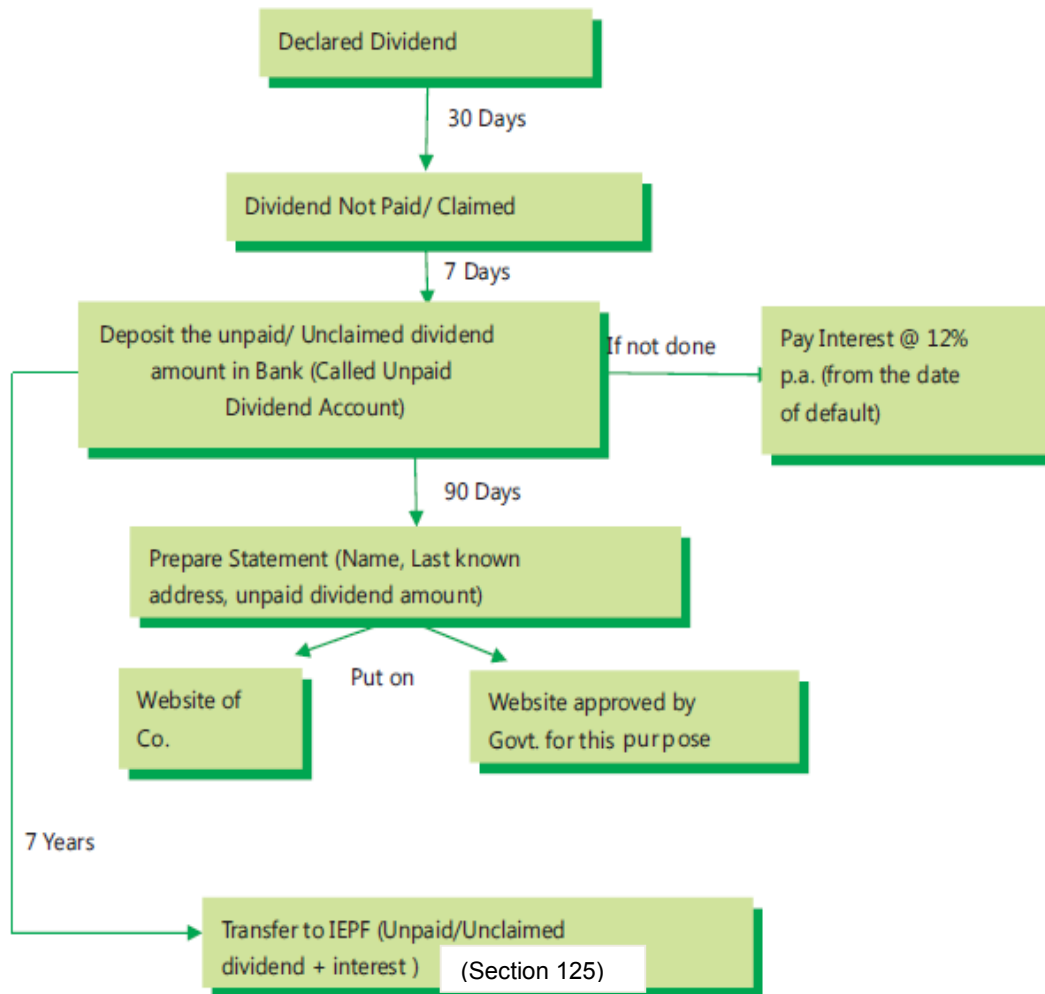 Declared Dividend
30 Days
Dividend Not Paid/ Claimed
7 Days
Deposit the unpaid/ Unclaimed dividend
amount in Bank (Called Unpaid
Dividend Account)
If not done
Pay Interest @ 12%
p.a. (from the date
of default)
90 Days
Prepare Statement (Name, Last known
address, unpaid dividend amount)
Put on
Website of
Co.
Website approved by
Govt. for this purpose
7 Years
Transfer to IEPF (Unpaid/Unclaimed
dividend + interest ) (Section 125)